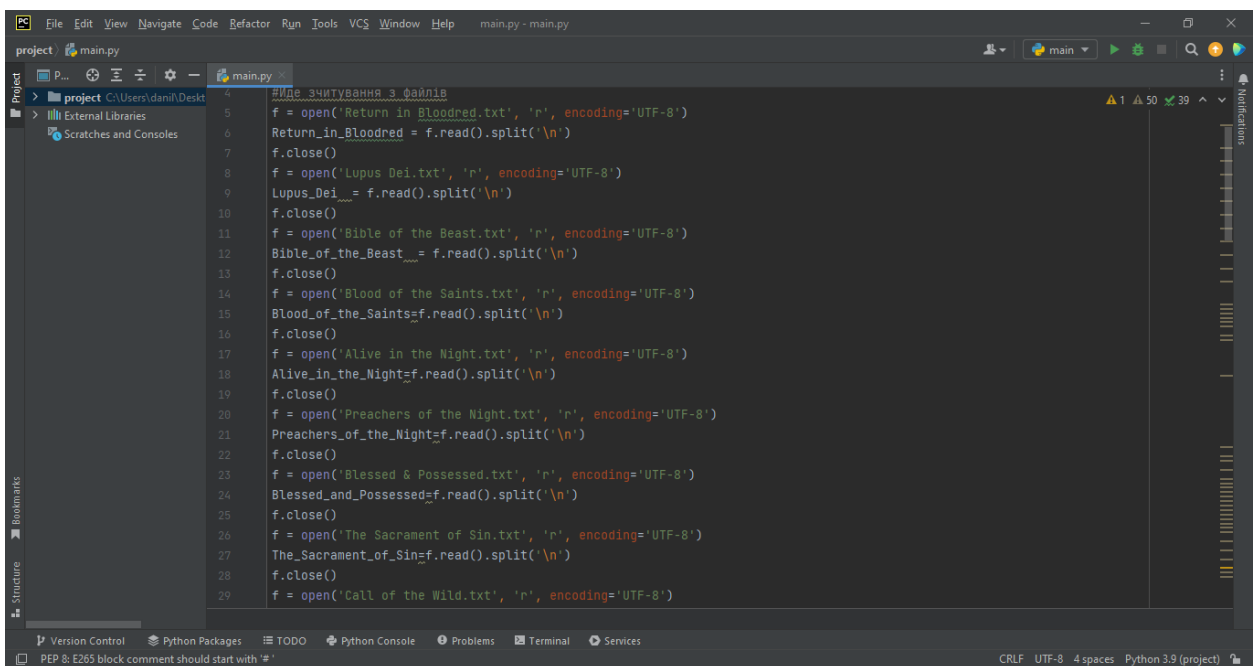 PC File Edit View Navigate Code Refactor Run Tools VCS Window Help main.py - main.py
project main.py main
Project P... main.py
project C:\Users\danil\Deskt
External Libraries
Scratches and Consoles
1 50 39
Notifications
4 #Йде зчитування з файлів
5 f = open('Return in Bloodred.txt', 'r', encoding='UTF-8')
6 Return_in_Bloodred = f.read().split('\n')
7 f.close()
8 f = open('Lupus Dei.txt', 'r', encoding='UTF-8')
9 Lupus_Dei  = f.read().split('\n')
10 f.close()
11 f = open('Bible of the Beast.txt', 'r', encoding='UTF-8')
12 Bible_of_the_Beast  = f.read().split('\n')
13 f.close()
14 f = open('Blood of the Saints.txt', 'r', encoding='UTF-8')
15 Blood_of_the_Saints=f.read().split('\n')
16 f.close()
17 f = open('Alive in the Night.txt', 'r', encoding='UTF-8')
18 Alive_in_the_Night=f.read().split('\n')
19 f.close()
20 f = open('Preachers of the Night.txt', 'r', encoding='UTF-8')
21 Preachers_of_the_Night=f.read().split('\n')
22 f.close()
23 f = open('Blessed & Possessed.txt', 'r', encoding='UTF-8')
24 Blessed_and_Possessed=f.read().split('\n')
25 f.close()
26 f = open('The Sacrament of Sin.txt', 'r', encoding='UTF-8')
27 The_Sacrament_of_Sin=f.read().split('\n')
28 f.close()
29 f = open('Call of the Wild.txt', 'r', encoding='UTF-8')
Bookmarks
Structure
Version Control Python Packages TODO Python Console Problems Terminal Services
PEP 8: E265 block comment should start with '# ' CRLF UTF-8 4 spaces Python 3.9 (project)